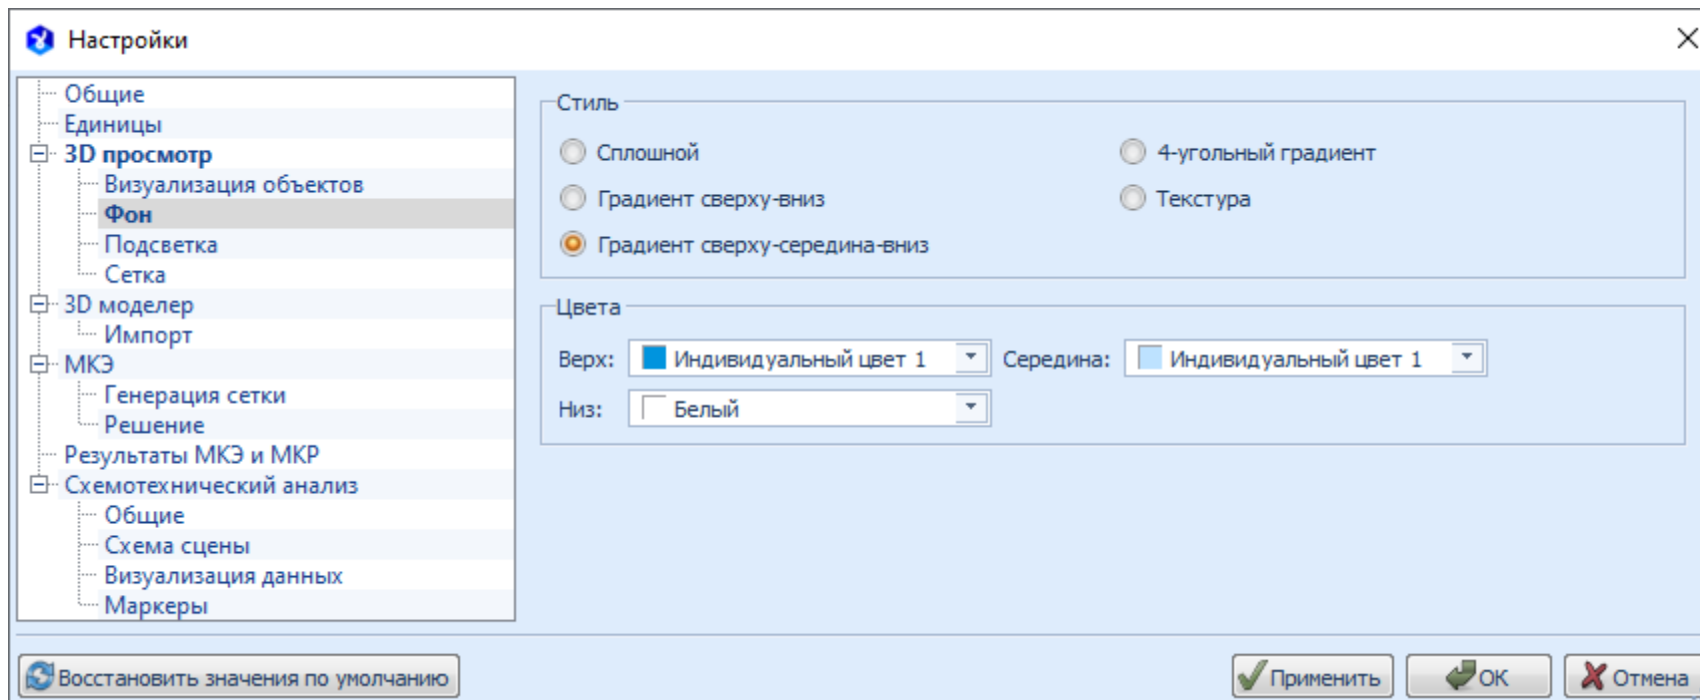 Настройки
Общие
Единицы
3D просмотр
Визуализация объектов
Фон
Подсветка
Сетка
3D моделер
Импорт
МКЭ
Генерация сетки
Решение
Результаты МКЭ и МКР
Схемотехнический анализ
Общие
Схема сцены
Визуализация данных
Маркеры
Стиль
Сплошной
4-угольный градиент
Градиент сверху-вниз
Текстура
Градиент сверху-середина-вниз
Цвета
Верх: Индивидуальный цвет 1 Середина: Индивидуальный цвет 1
Низ: Белый
Восстановить значения по умолчанию
Применить
ОК
Отмена